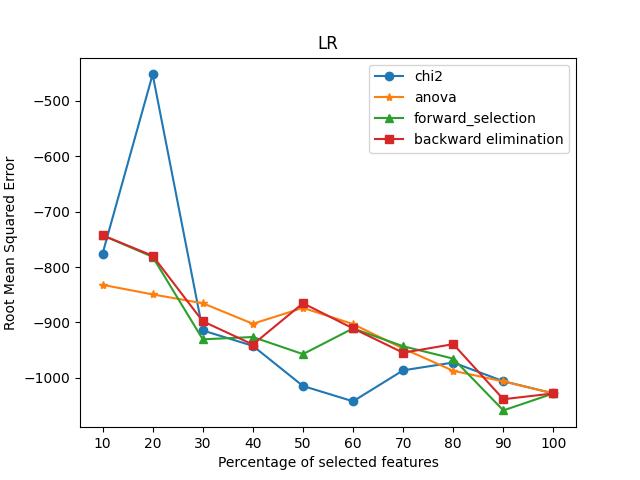 LR
chi2
anova
forward_selection
backward elimination
Root Mean Squared Error
−500
−600
−700
−800
−900
−1000
10 20 30 40 50 60 70 80 90 100
Percentage of selected features